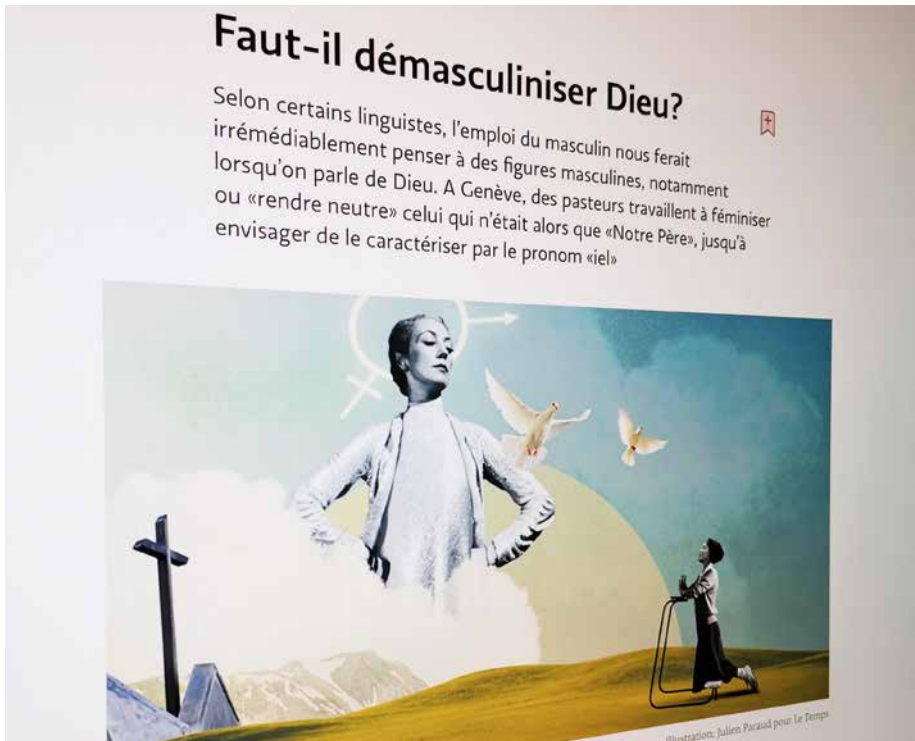 Faut-il démasculiniser Dieu?
Selon certains linguistes, l'emploi du masculin nous ferait
irrémédiablement penser à des figures masculines, notamment
lorsqu'on parle de Dieu. A Genève, des pasteurs travaillent à féminiser
ou «rendre neutre» celui qui n'était alors que «Notre Père», jusqu'à
envisager de le caractériser par le pronom «iel»
Illustration: Julien Pacaud pour Le Temps